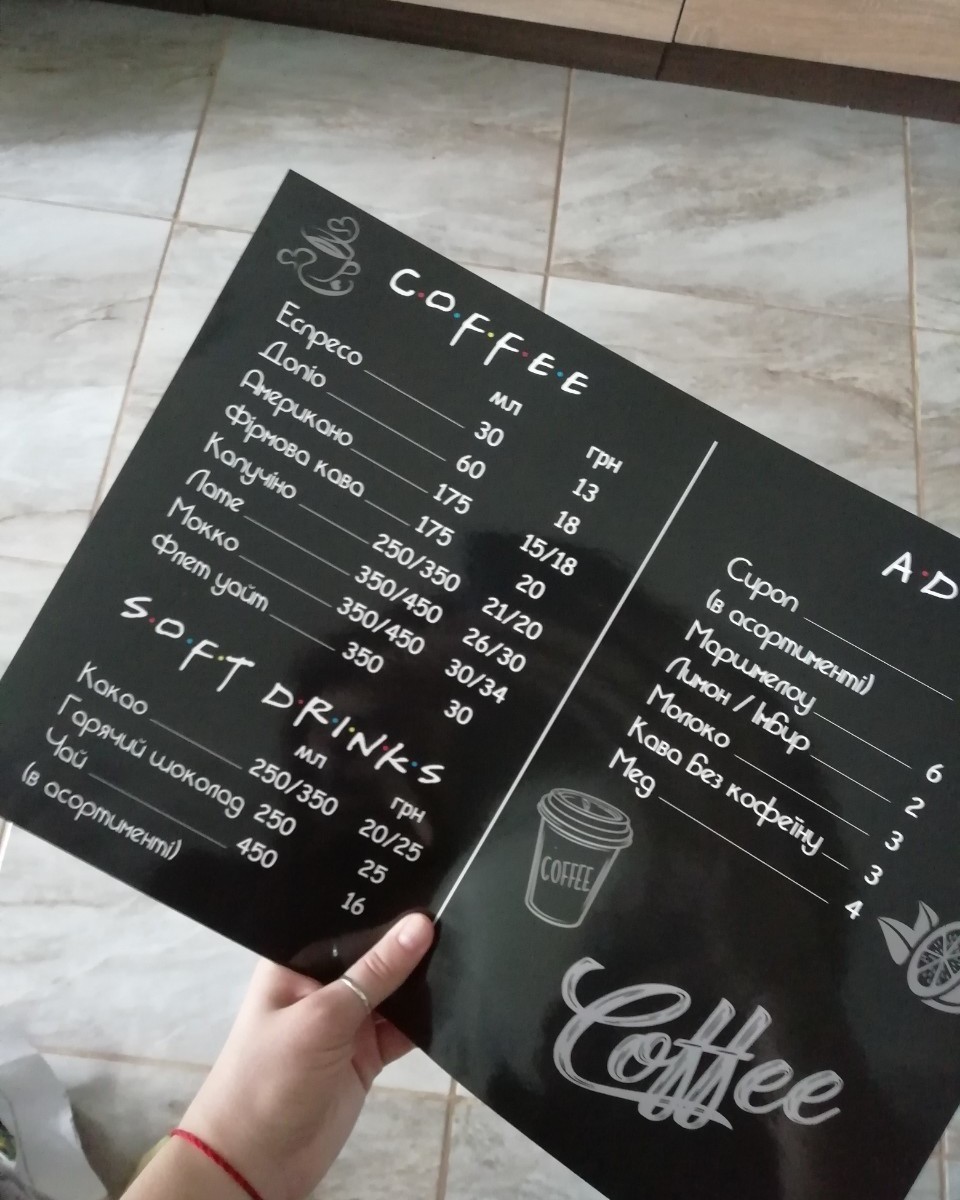 COFFEE
мл грн
Еспресо 30 13
Допіо 60 18
Американо 175 15/18
Фірмова кава 175 20
Капучіно 250/350 21/20
Лате 350/450 26/30
Мокко 350/450 30/34
Флет уайт 350 30
SOFT DRINKS
мл грн
Какао 250/350 20/25
Гарячий шоколад 250 25
Чай 450 16
(в асортименті)
AD
Сироп
(в асортименті)
Маршмелоу 6
Лимон / Імбир 2
Молоко 3
Кава без кофеїну 3
Мед 4
COFFEE
Coffee